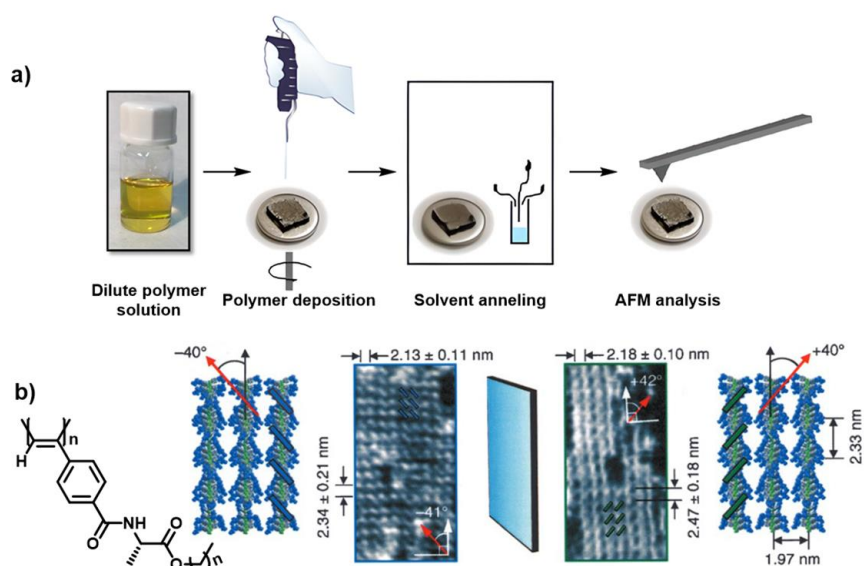 a)
Dilute polymer
solution
Polymer deposition
Solvent anneling
AFM analysis
b)
−40°
2.13 ± 0.11 nm
2.34 ± 0.21 nm
−41°
2.18 ± 0.10 nm
+42°
2.47 ± 0.18 nm
+40°
2.33 nm
1.97 nm
n
H
O
NH
O
O
n